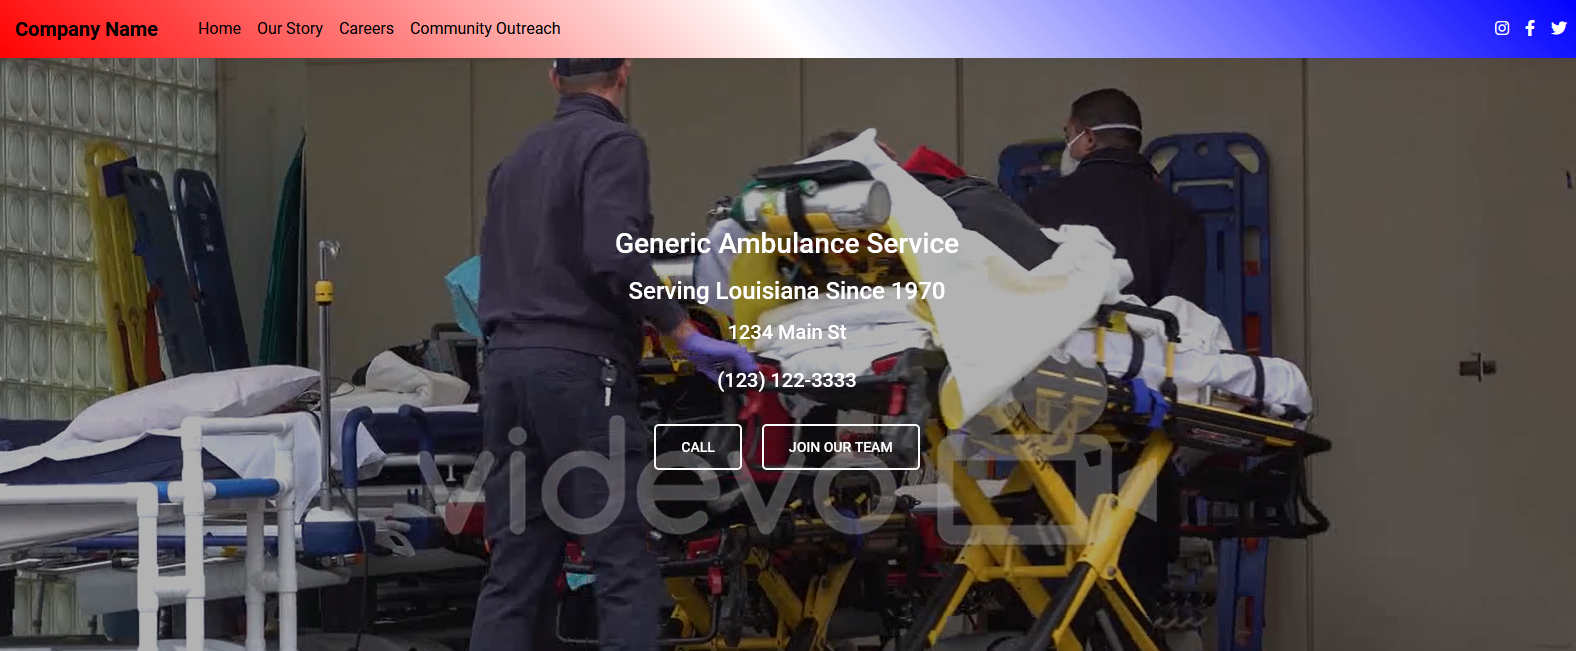 Company Name Home Our Story Careers Community Outreach
Generic Ambulance Service
Serving Louisiana Since 1970
1234 Main St
(123) 122-3333
CALL JOIN OUR TEAM
videvo